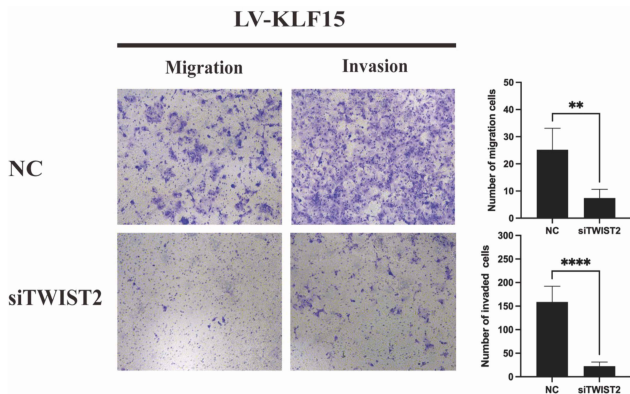 LV-KLF15
Migration
Invasion
NC
siTWIST2
Number of migration cells
50
40
30
20
10
0
**
NC
siTWIST2
Number of invaded cells
250
200
150
100
50
0
****
NC
siTWIST2